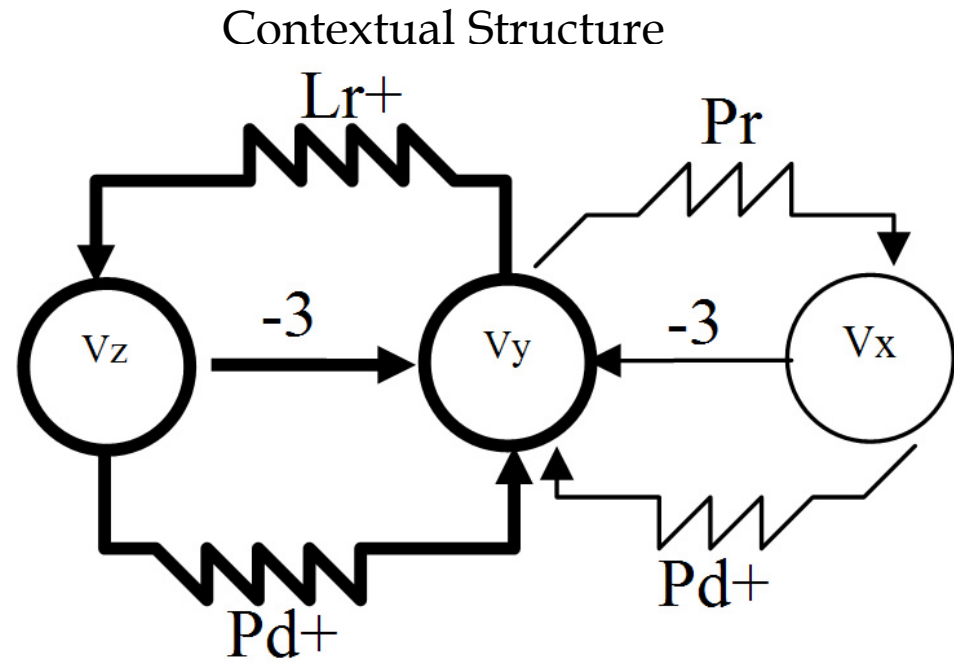 Contextual Structure
Lr+
Pr
-3
-3
Vz
Vy
Vx
Pd+
Pd+